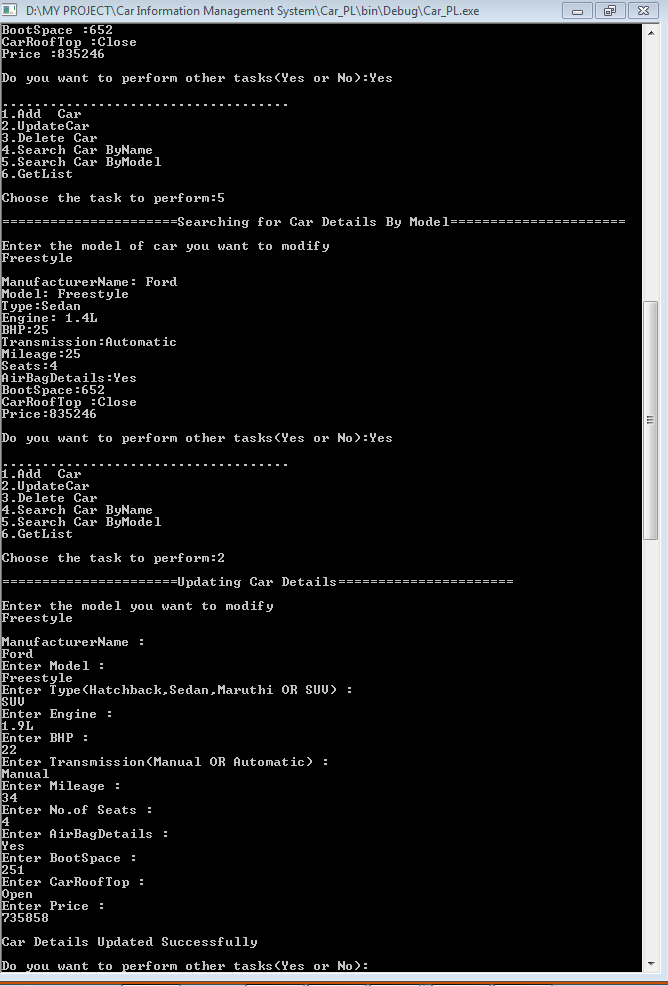 D:\MY PROJECT\Car Information Management System\Car_PL\bin\Debug\Car_PL.exe
BootSpace :652
CarRoofTop :Close
Price :835246
Do you want to perform other tasks(Yes or No):Yes
....................................
1.Add  Car
2.UpdateCar
3.Delete Car
4.Search Car ByName
5.Search Car ByModel
6.GetList
Choose the task to perform:5
======================Searching for Car Details By Model======================
Enter the model of car you want to modify
Freestyle
ManufacturerName: Ford
Model: Freestyle
Type:Sedan
Engine: 1.4L
BHP:25
Transmission:Automatic
Mileage:25
Seats:4
AirBagDetails:Yes
BootSpace:652
CarRoofTop :Close
Price:835246
Do you want to perform other tasks(Yes or No):Yes
....................................
1.Add  Car
2.UpdateCar
3.Delete Car
4.Search Car ByName
5.Search Car ByModel
6.GetList
Choose the task to perform:2
======================Updating Car Details======================
Enter the model you want to modify
Freestyle
ManufacturerName :
Ford
Enter Model :
Freestyle
Enter Type(Hatchback,Sedan,Maruthi OR SUV) :
SUV
Enter Engine :
1.9L
Enter BHP :
22
Enter Transmission(Manual OR Automatic) :
Manual
Enter Mileage :
34
Enter No.of Seats :
4
Enter AirBagDetails :
Yes
Enter BootSpace :
251
Enter CarRoofTop :
Open
Enter Price :
735858
Car Details Updated Successfully
Do you want to perform other tasks(Yes or No):